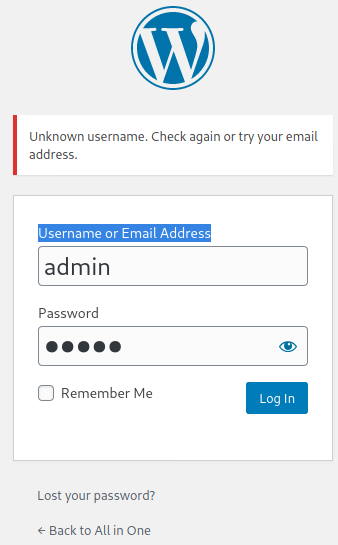 Unknown username. Check again or try your email
address.
Username or Email Address
admin
Password
●●●●●
Remember Me
Log In
Lost your password?
← Back to All in One